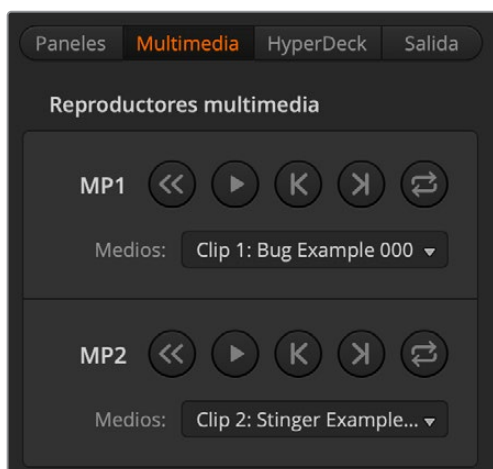 Paneles Multimedia HyperDeck Salida
Reproductores multimedia
MP1
Medios: Clip 1: Bug Example 000
MP2
Medios: Clip 2: Stinger Example...